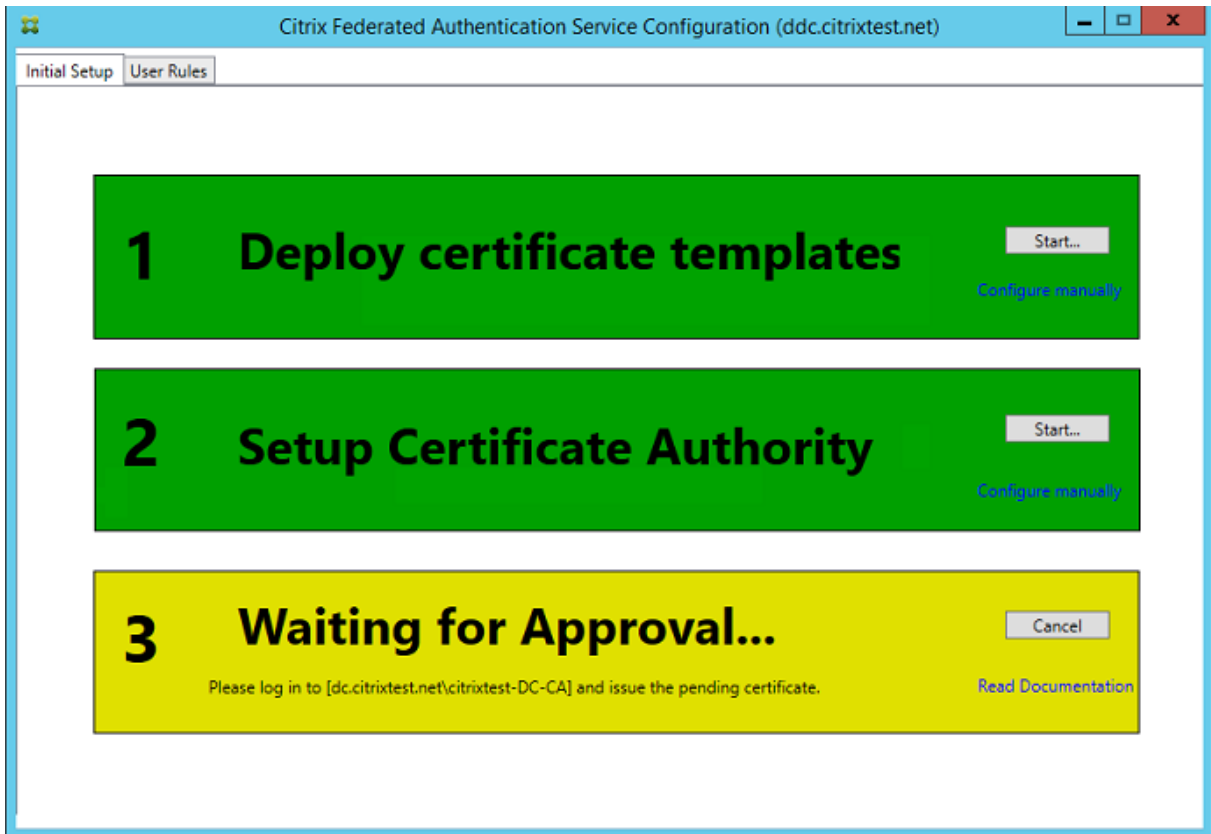 Citrix Federated Authentication Service Configuration (ddc.citrixtest.net)
Initial Setup
User Rules
1
Deploy certificate templates
Start...
Configure manually
2
Setup Certificate Authority
Start...
Configure manually
3
Waiting for Approval...
Cancel
Please log in to [dc.citrixtest.net\citrixtest-DC-CA] and issue the pending certificate.
Read Documentation